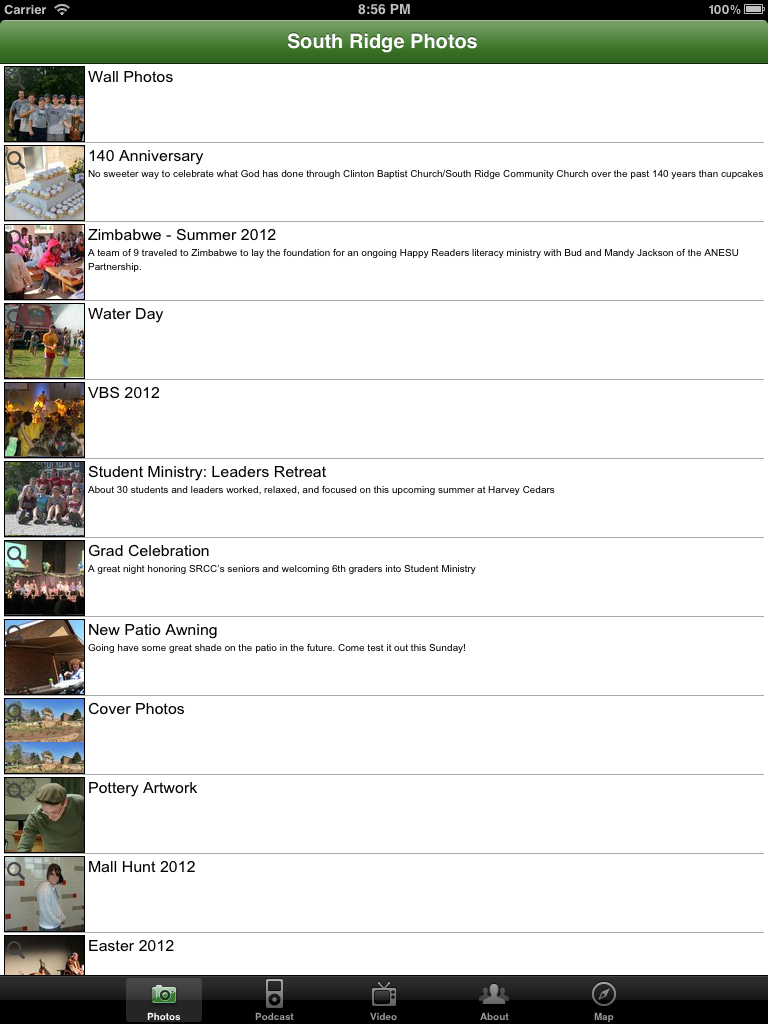 Carrier 8:56 PM 100%
South Ridge Photos
Wall Photos
140 Anniversary
No sweeter way to celebrate what God has done through Clinton Baptist Church/South Ridge Community Church over the past 140 years than cupcakes
Zimbabwe - Summer 2012
A team of 9 traveled to Zimbabwe to lay the foundation for an ongoing Happy Readers literacy ministry with Bud and Mandy Jackson of the ANESU
Partnership.
Water Day
VBS 2012
Student Ministry: Leaders Retreat
About 30 students and leaders worked, relaxed, and focused on this upcoming summer at Harvey Cedars
Grad Celebration
A great night honoring SRCC's seniors and welcoming 6th graders into Student Ministry
New Patio Awning
Going have some great shade on the patio in the future. Come test it out this Sunday!
Cover Photos
Pottery Artwork
Mall Hunt 2012
Easter 2012
Photos Podcast Video About Map